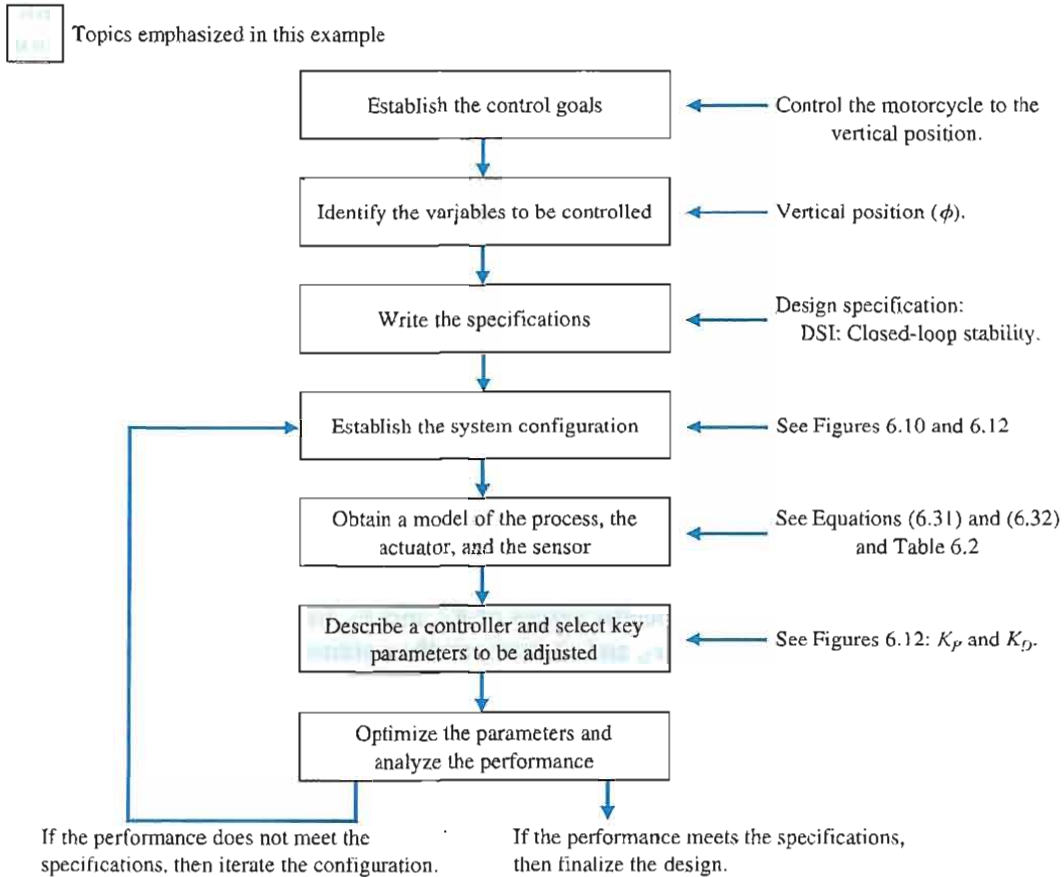 Topics emphasized in this example
Establish the control goals
Control the motorcycle to the
vertical position.
Identify the variables to be controlled
Vertical position (ϕ).
Write the specifications
Design specification:
DSI: Closed-loop stability.
Establish the system configuration
See Figures 6.10 and 6.12
Obtain a model of the process, the
actuator, and the sensor
See Equations (6.31) and (6.32)
and Table 6.2
Describe a controller and select key
parameters to be adjusted
See Figures 6.12: K_P and K_D.
Optimize the parameters and
analyze the performance
If the performance does not meet the
specifications, then iterate the configuration.
If the performance meets the specifications,
then finalize the design.